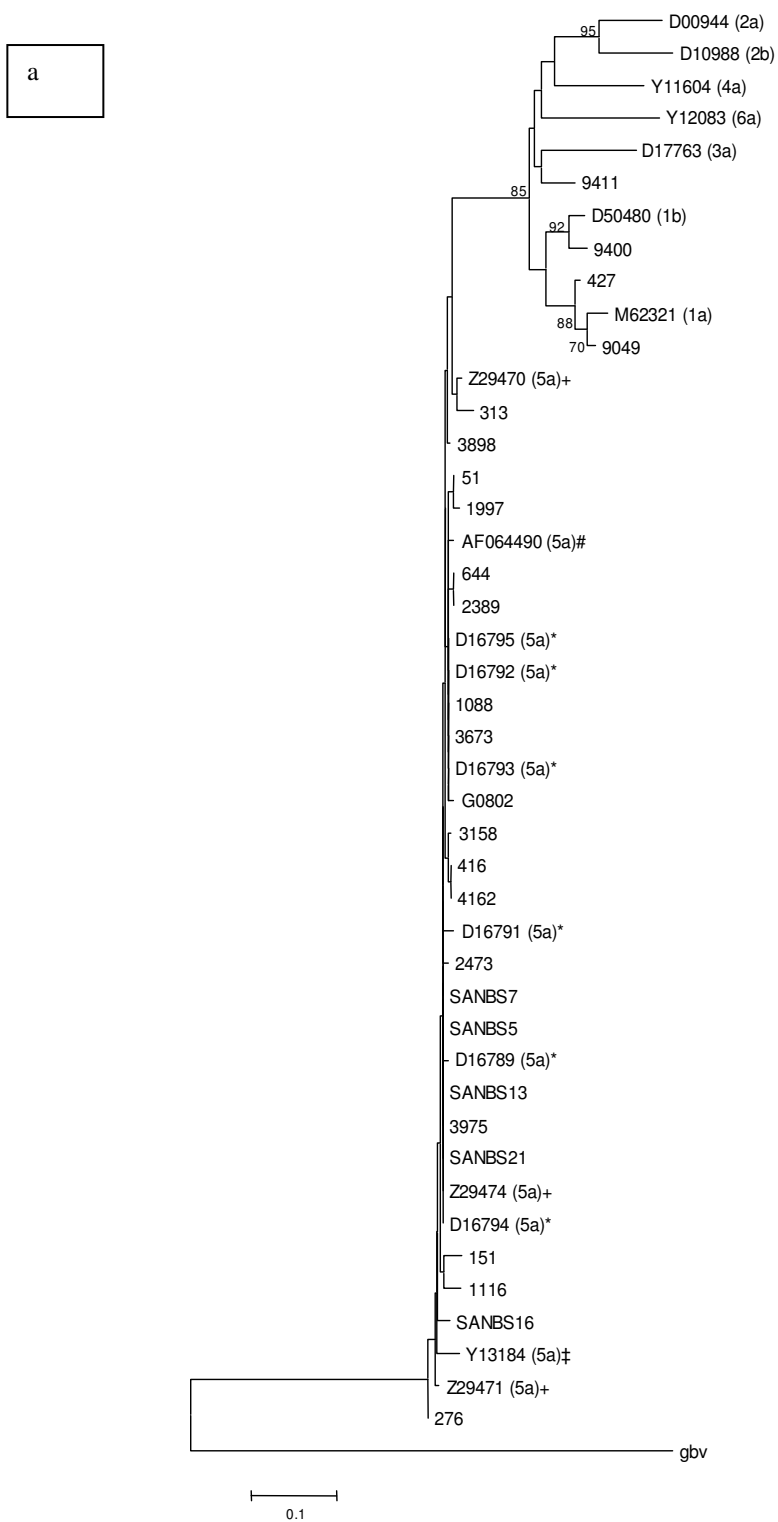 a
95
D00944 (2a)
D10988 (2b)
Y11604 (4a)
Y12083 (6a)
D17763 (3a)
9411
85
D50480 (1b)
92
9400
427
M62321 (1a)
88
70
9049
Z29470 (5a)+
313
3898
51
1997
AF064490 (5a)#
644
2389
D16795 (5a)*
D16792 (5a)*
1088
3673
D16793 (5a)*
G0802
3158
416
4162
D16791 (5a)*
2473
SANBS7
SANBS5
D16789 (5a)*
SANBS13
3975
SANBS21
Z29474 (5a)+
D16794 (5a)*
151
1116
SANBS16
Y13184 (5a)‡
Z29471 (5a)+
276
gbv
0.1